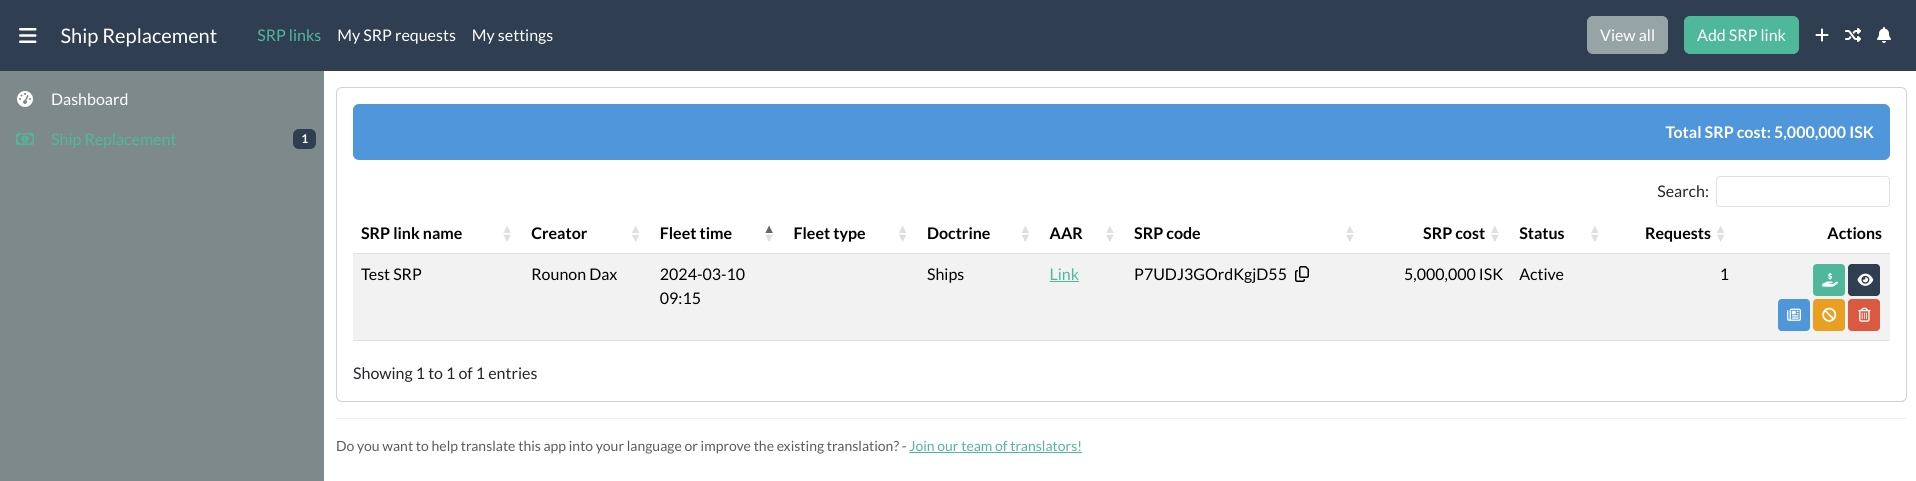 Ship Replacement SRP links My SRP requests My settings View all Add SRP link
Dashboard
Ship Replacement 1
Total SRP cost: 5,000,000 ISK
Search:
SRP link name Creator Fleet time Fleet type Doctrine AAR SRP code SRP cost Status Requests Actions
Test SRP Rounon Dax 2024-03-10 Ships Link P7UDJ3GOrdKgjD55 5,000,000 ISK Active 1
09:15
Showing 1 to 1 of 1 entries
Do you want to help translate this app into your language or improve the existing translation? - Join our team of translators!